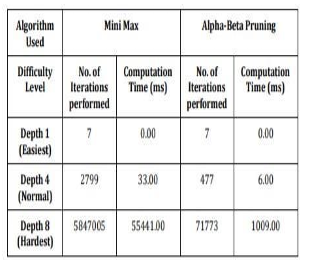 Algorithm Used Mini Max Alpha-Beta Pruning
Difficulty Level No. of Iterations performed Computation Time (ms) No. of Iterations performed Computation Time (ms)
Depth 1 (Easiest) 7 0.00 7 0.00
Depth 4 (Normal) 2799 33.00 477 6.00
Depth 8 (Hardest) 5847005 55441.00 71773 1009.00